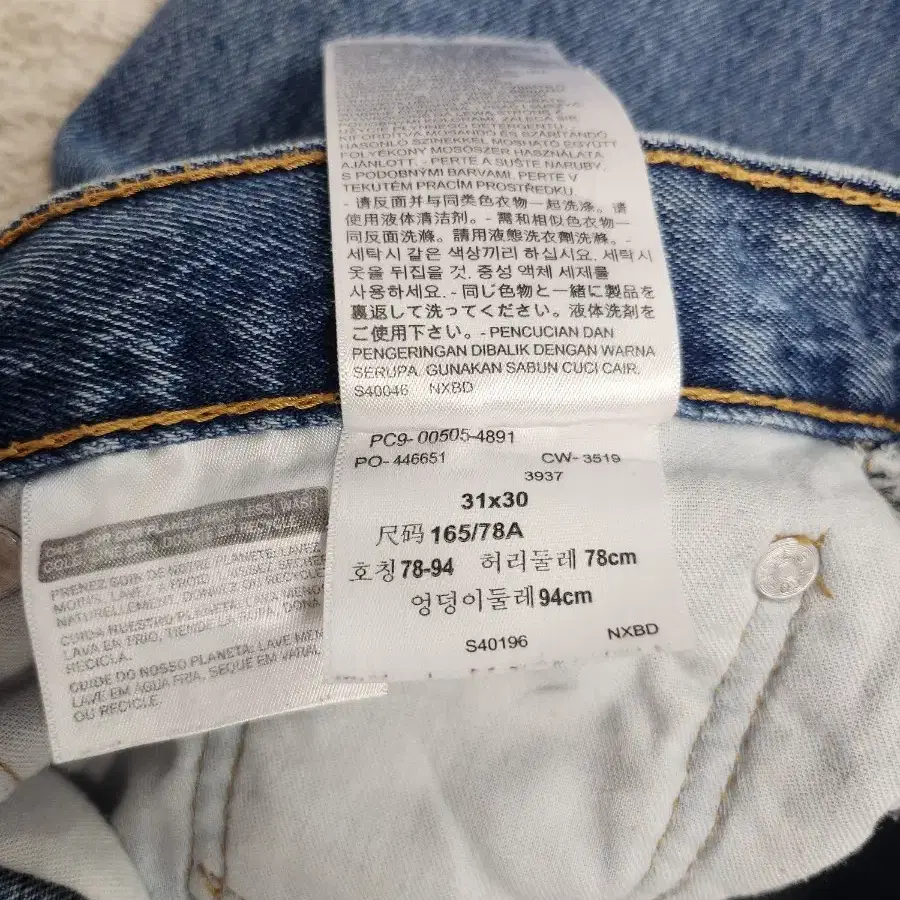 HASONLÓ SZÍNEKKEL MOSHATÓ EGYÜTT
FOLYÉKONY MOSÓSZER HASZNÁLATA
AJÁNLOTT. - PERTE A SUŠTE NARUBY,
S PODOBNÝMI BARVAMI, PERTE V
TEKUTÉM PRACÍM PROSTŘEDKU.
- 请反面并与同类色衣物一起洗涤。请
使用液体清洁剂。- 需和相似色衣物一
同反面洗滌。請用液態洗衣劑洗滌。-
세탁시 같은 색상끼리 하십시요. 세탁시
옷을 뒤집을 것. 중성 액체 세제를
사용하세요. - 同じ色物と一緒に製品を
裏返して洗ってください。液体洗剤を
ご使用下さい。- PENCUCIAN DAN
PENGERINGAN DIBALIK DENGAN WARNA
SERUPA. GUNAKAN SABUN CUCI CAIR.
S40046 NXBD
PC9- 00505-4891
PO- 446651 CW- 3519
3937
31x30
尺码 165/78A
호칭 78-94 허리둘레 78cm
엉덩이둘레 94cm
S40196 NXBD
PRENEZ SOIN DE NOTRE PLANÈTE: LAVEZ
NATURELLEMENT, DONNEZ OU RECYCLE
CUIDA NUESTRO PLANETA: LAVA MENOS
LAVA EN FRIO, TIENDE LA ROPA, DONA
RECICLA.
CUIDE DO NOSSO PLANETA: LAVE MEN
LAVE EM ÁGUA FRIA, SEQUE EM VARAL
OU RECICLE.